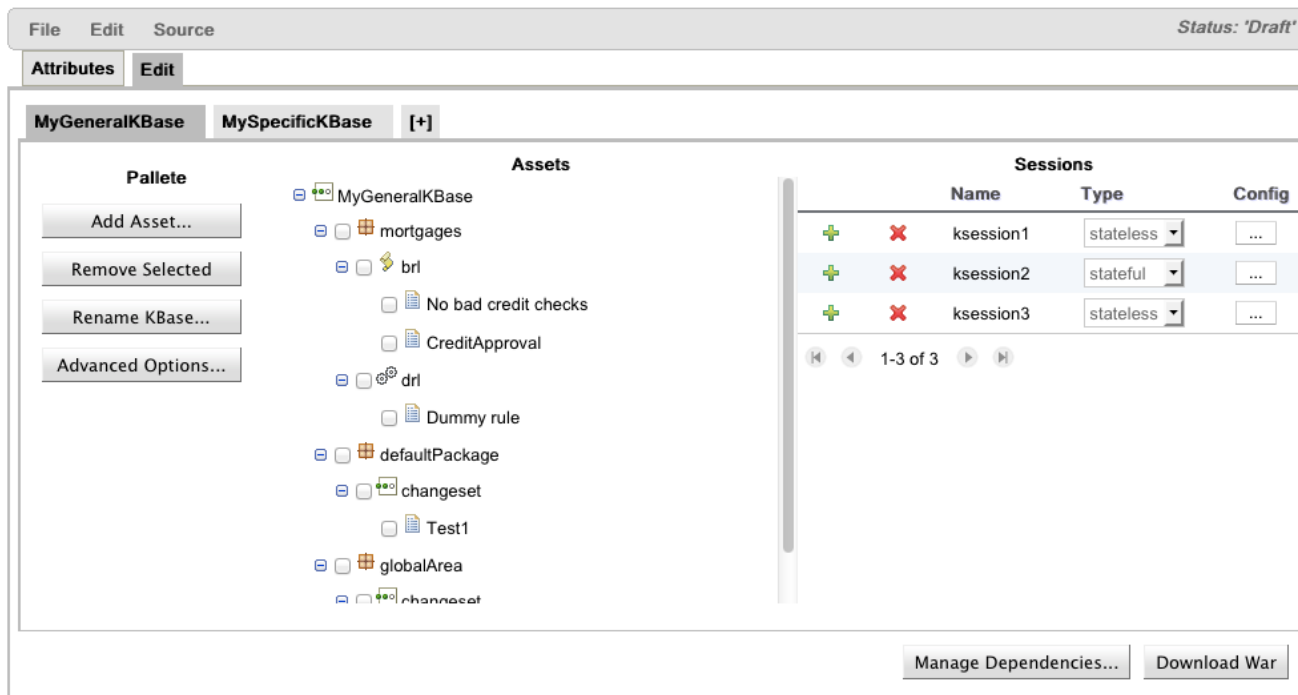 File Edit Source Status: 'Draft'
Attributes Edit
MyGeneralKBase MySpecificKBase [+]
Pallete
Add Asset...
Remove Selected
Rename KBase...
Advanced Options...
Assets
MyGeneralKBase
mortgages
brl
No bad credit checks
CreditApproval
drl
Dummy rule
defaultPackage
changeset
Test1
globalArea
changeset
Sessions
Name Type Config
ksession1 stateless ...
ksession2 stateful ...
ksession3 stateless ...
1-3 of 3
Manage Dependencies... Download War